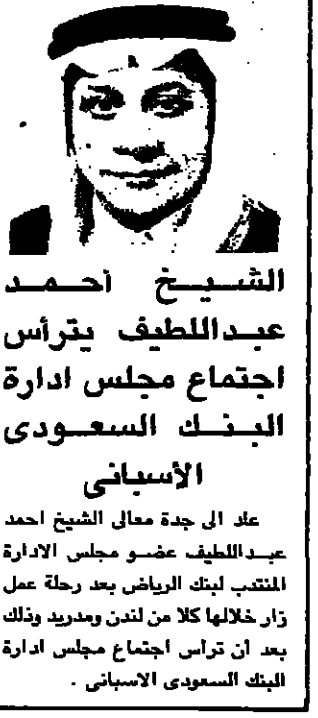 الشيخ أحمد
عبداللطيف يترأس
اجتماع مجلس ادارة
البنك السعودى
الأسبانى
عاد الى جدة معالى الشيخ احمد
عبداللطيف عضو مجلس الادارة
المنتدب لبنك الرياض بعد رحلة عمل
زار خلالها كلا من لندن ومدريد وذلك
بعد أن ترأس اجتماع مجلس ادارة
البنك السعودى الاسبانى .